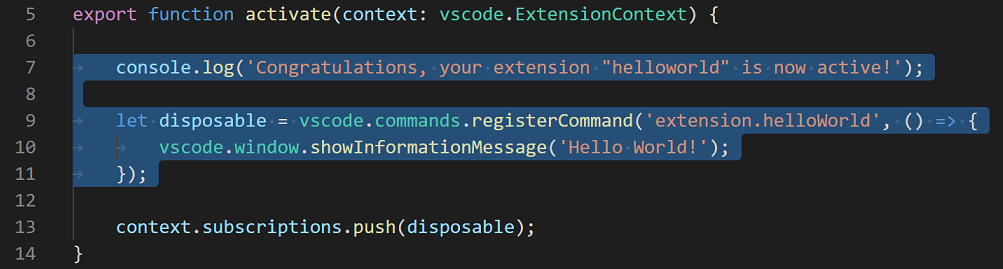 5 export function activate(context: vscode.ExtensionContext) {
6
7 console.log('Congratulations, your extension "helloworld" is now active!');
8
9 let disposable = vscode.commands.registerCommand('extension.helloWorld', () => {
10 vscode.window.showInformationMessage('Hello World!');
11 });
12
13 context.subscriptions.push(disposable);
14 }